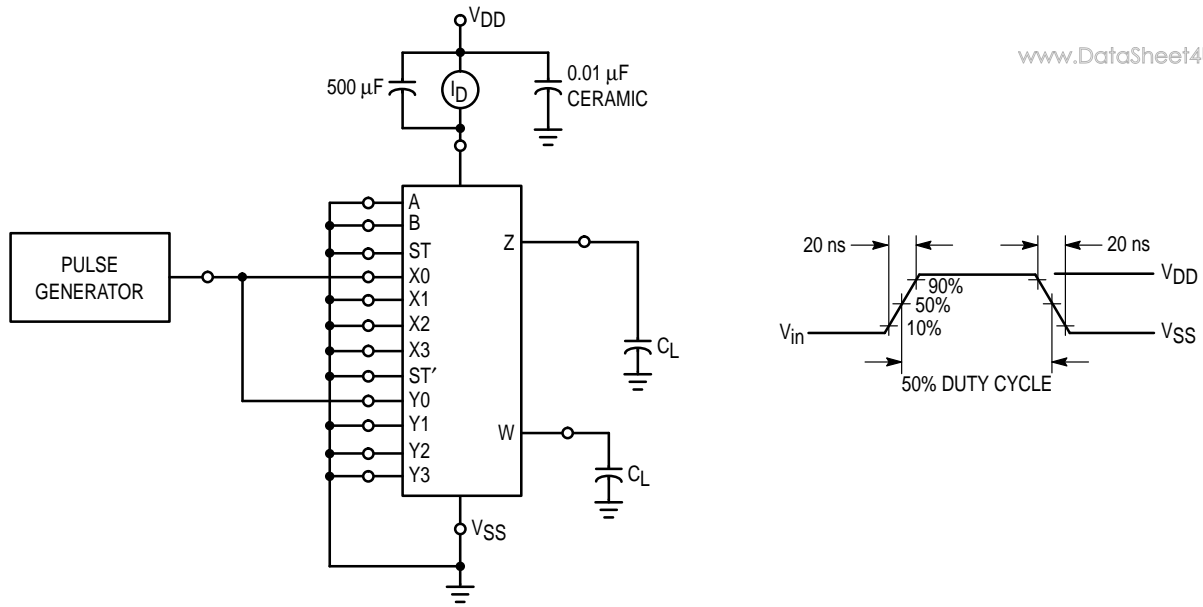 VDD
www.DataSheet4
500 µF
ID
0.01 µF
CERAMIC
PULSE
GENERATOR
A
B
ST
X0
X1
X2
X3
ST′
Y0
Y1
Y2
Y3
Z
W
CL
CL
VSS
20 ns
20 ns
VDD
90%
50%
10%
Vin
VSS
50% DUTY CYCLE